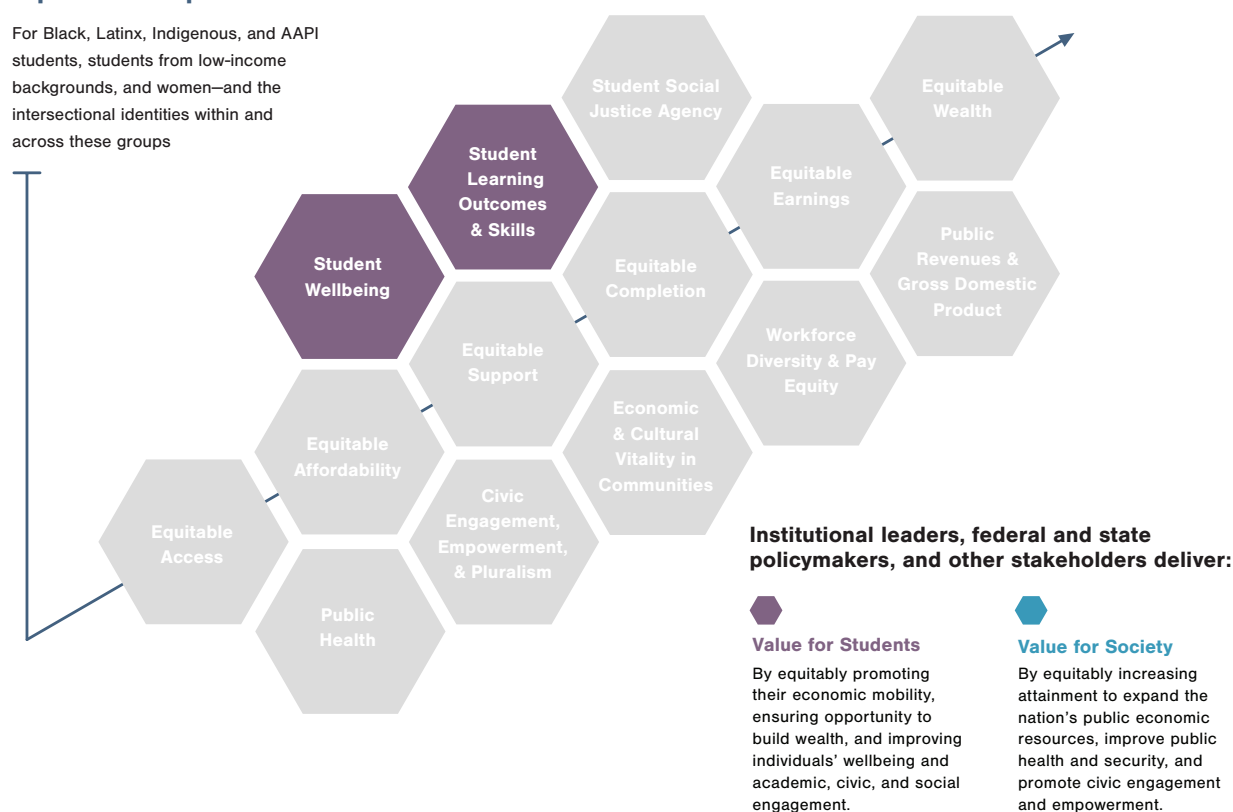 For Black, Latinx, Indigenous, and AAPI
students, students from low-income
backgrounds, and women—and the
intersectional identities within and
across these groups
Student Social
Justice Agency
Equitable
Wealth
Student
Learning
Outcomes
& Skills
Equitable
Earnings
Student
Wellbeing
Equitable
Completion
Public
Revenues &
Gross Domestic
Product
Equitable
Support
Workforce
Diversity & Pay
Equity
Equitable
Affordability
Economic
& Cultural
Vitality in
Communities
Equitable
Access
Civic
Engagement,
Empowerment,
& Pluralism
Public
Health
Institutional leaders, federal and state
policymakers, and other stakeholders deliver:
Value for Students
By equitably promoting
their economic mobility,
ensuring opportunity to
build wealth, and improving
individuals’ wellbeing and
academic, civic, and social
engagement.
Value for Society
By equitably increasing
attainment to expand the
nation’s public economic
resources, improve public
health and security, and
promote civic engagement
and empowerment.